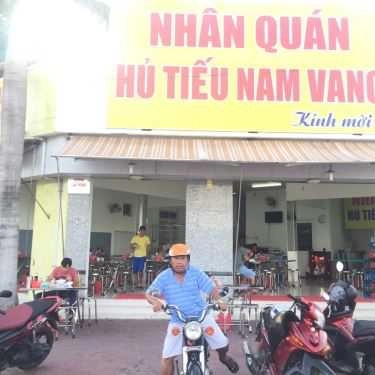 NHÂN QUÁN
HỦ TIẾU NAM VANG
Kính mời